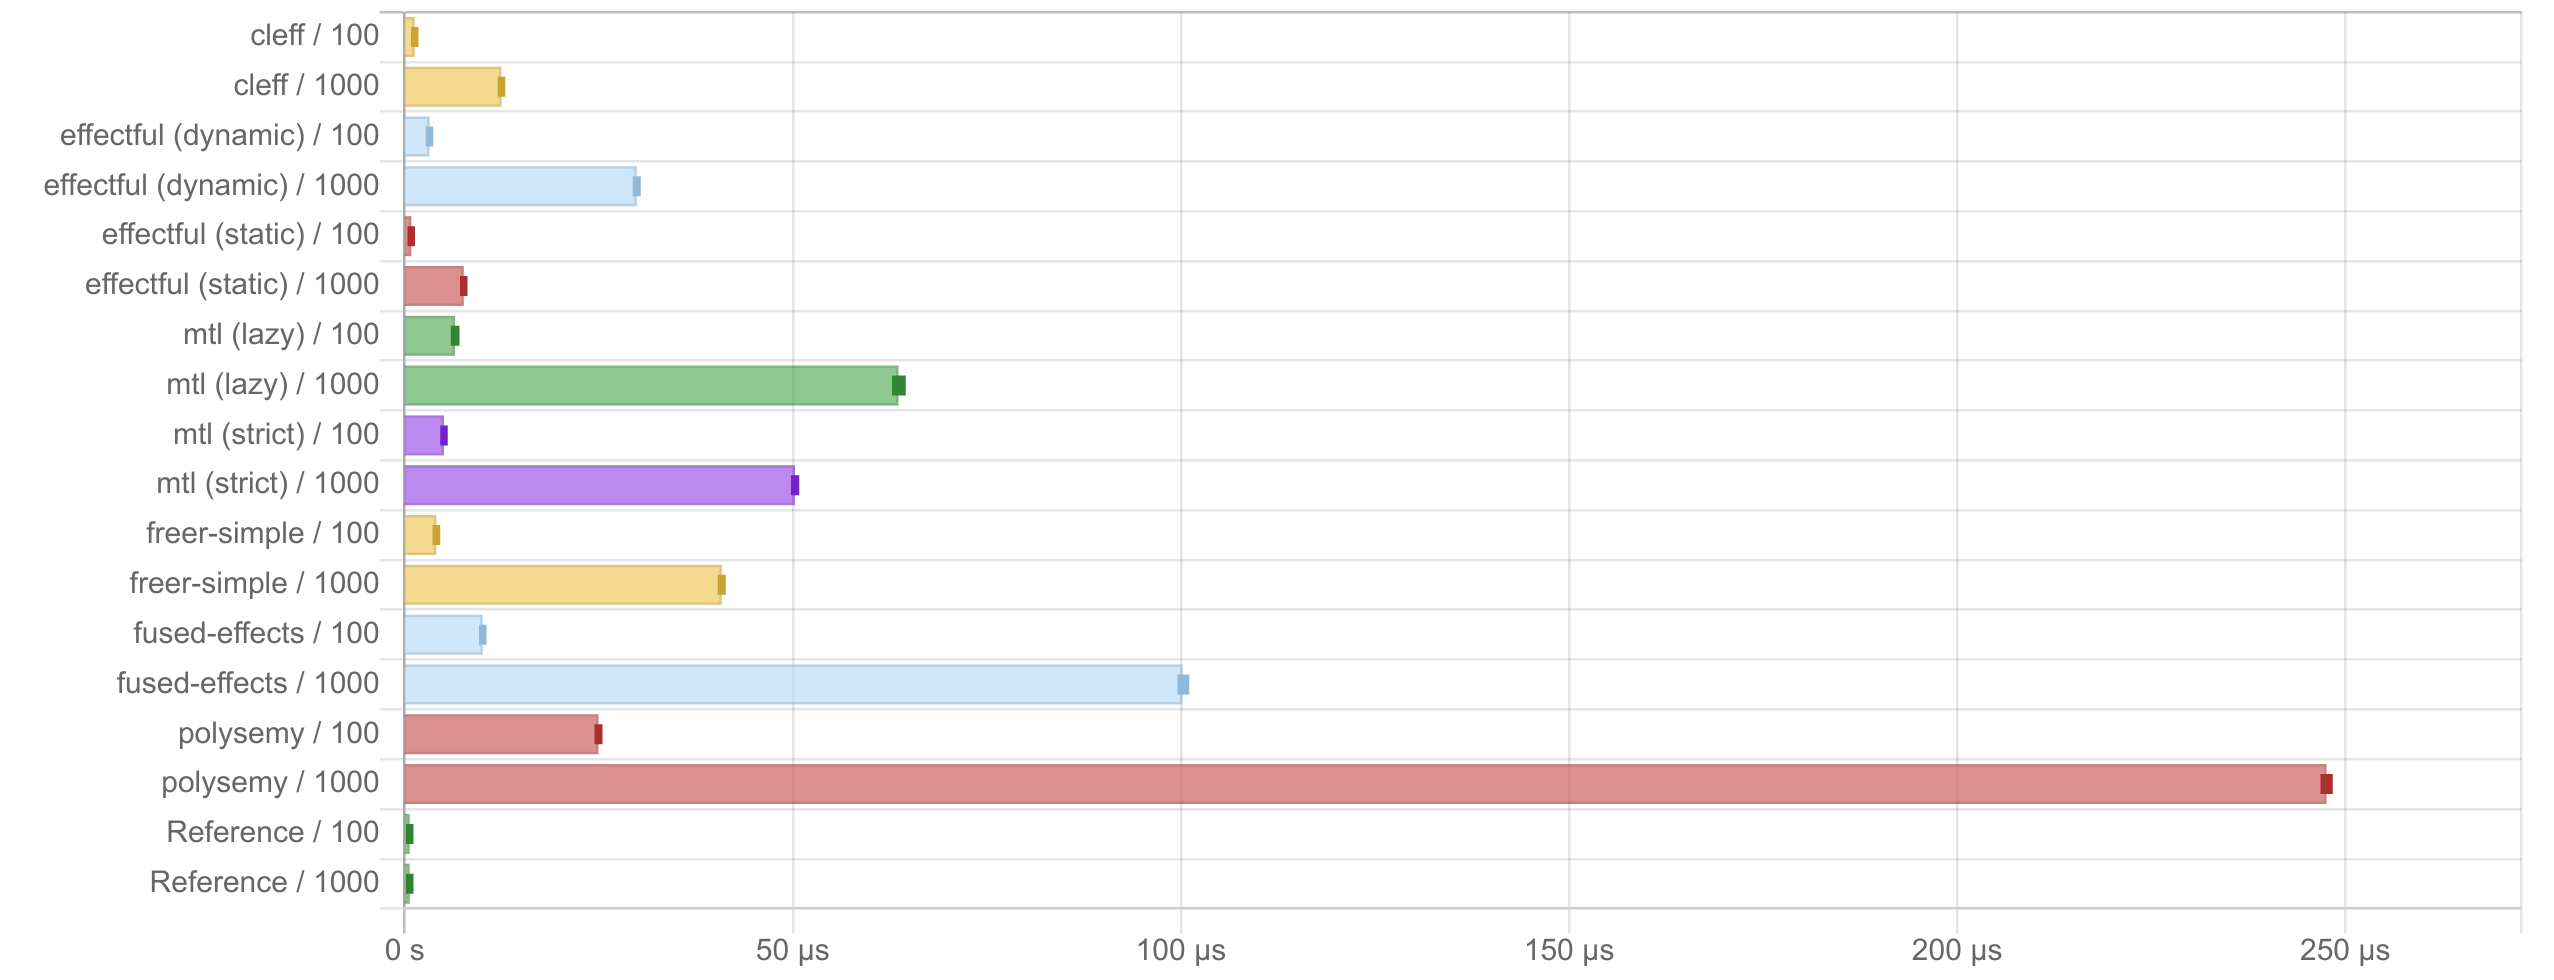 cleff / 100
cleff / 1000
effectful (dynamic) / 100
effectful (dynamic) / 1000
effectful (static) / 100
effectful (static) / 1000
mtl (lazy) / 100
mtl (lazy) / 1000
mtl (strict) / 100
mtl (strict) / 1000
freer-simple / 100
freer-simple / 1000
fused-effects / 100
fused-effects / 1000
polysemy / 100
polysemy / 1000
Reference / 100
Reference / 1000
0 s 50 μs 100 μs 150 μs 200 μs 250 μs